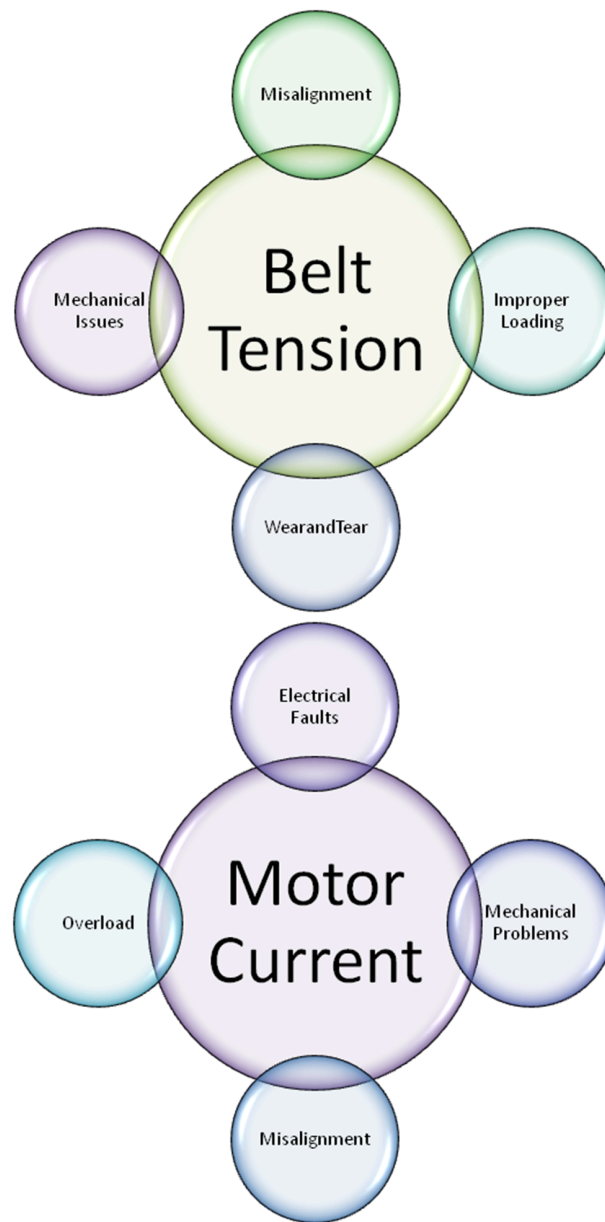 Misalignment
Belt
Tension
Mechanical
Issues
Improper
Loading
WearandTear
Electrical
Faults
Motor
Current
Overload
Mechanical
Problems
Misalignment